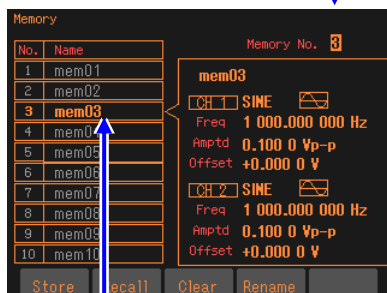 Memory
No. Name
1 mem01
2 mem02
3 mem03
4 mem04
5 mem05
6 mem06
7 mem07
8 mem08
9 mem09
10 mem10
Memory No. 3
mem03
CH 1 SINE
Freq 1 000.000 000 Hz
Amptd 0.100 0 Vp-p
Offset +0.000 0 V
CH 2 SINE
Freq 1 000.000 000 Hz
Amptd 0.100 0 Vp-p
Offset +0.000 0 V
Store Recall Clear Rename